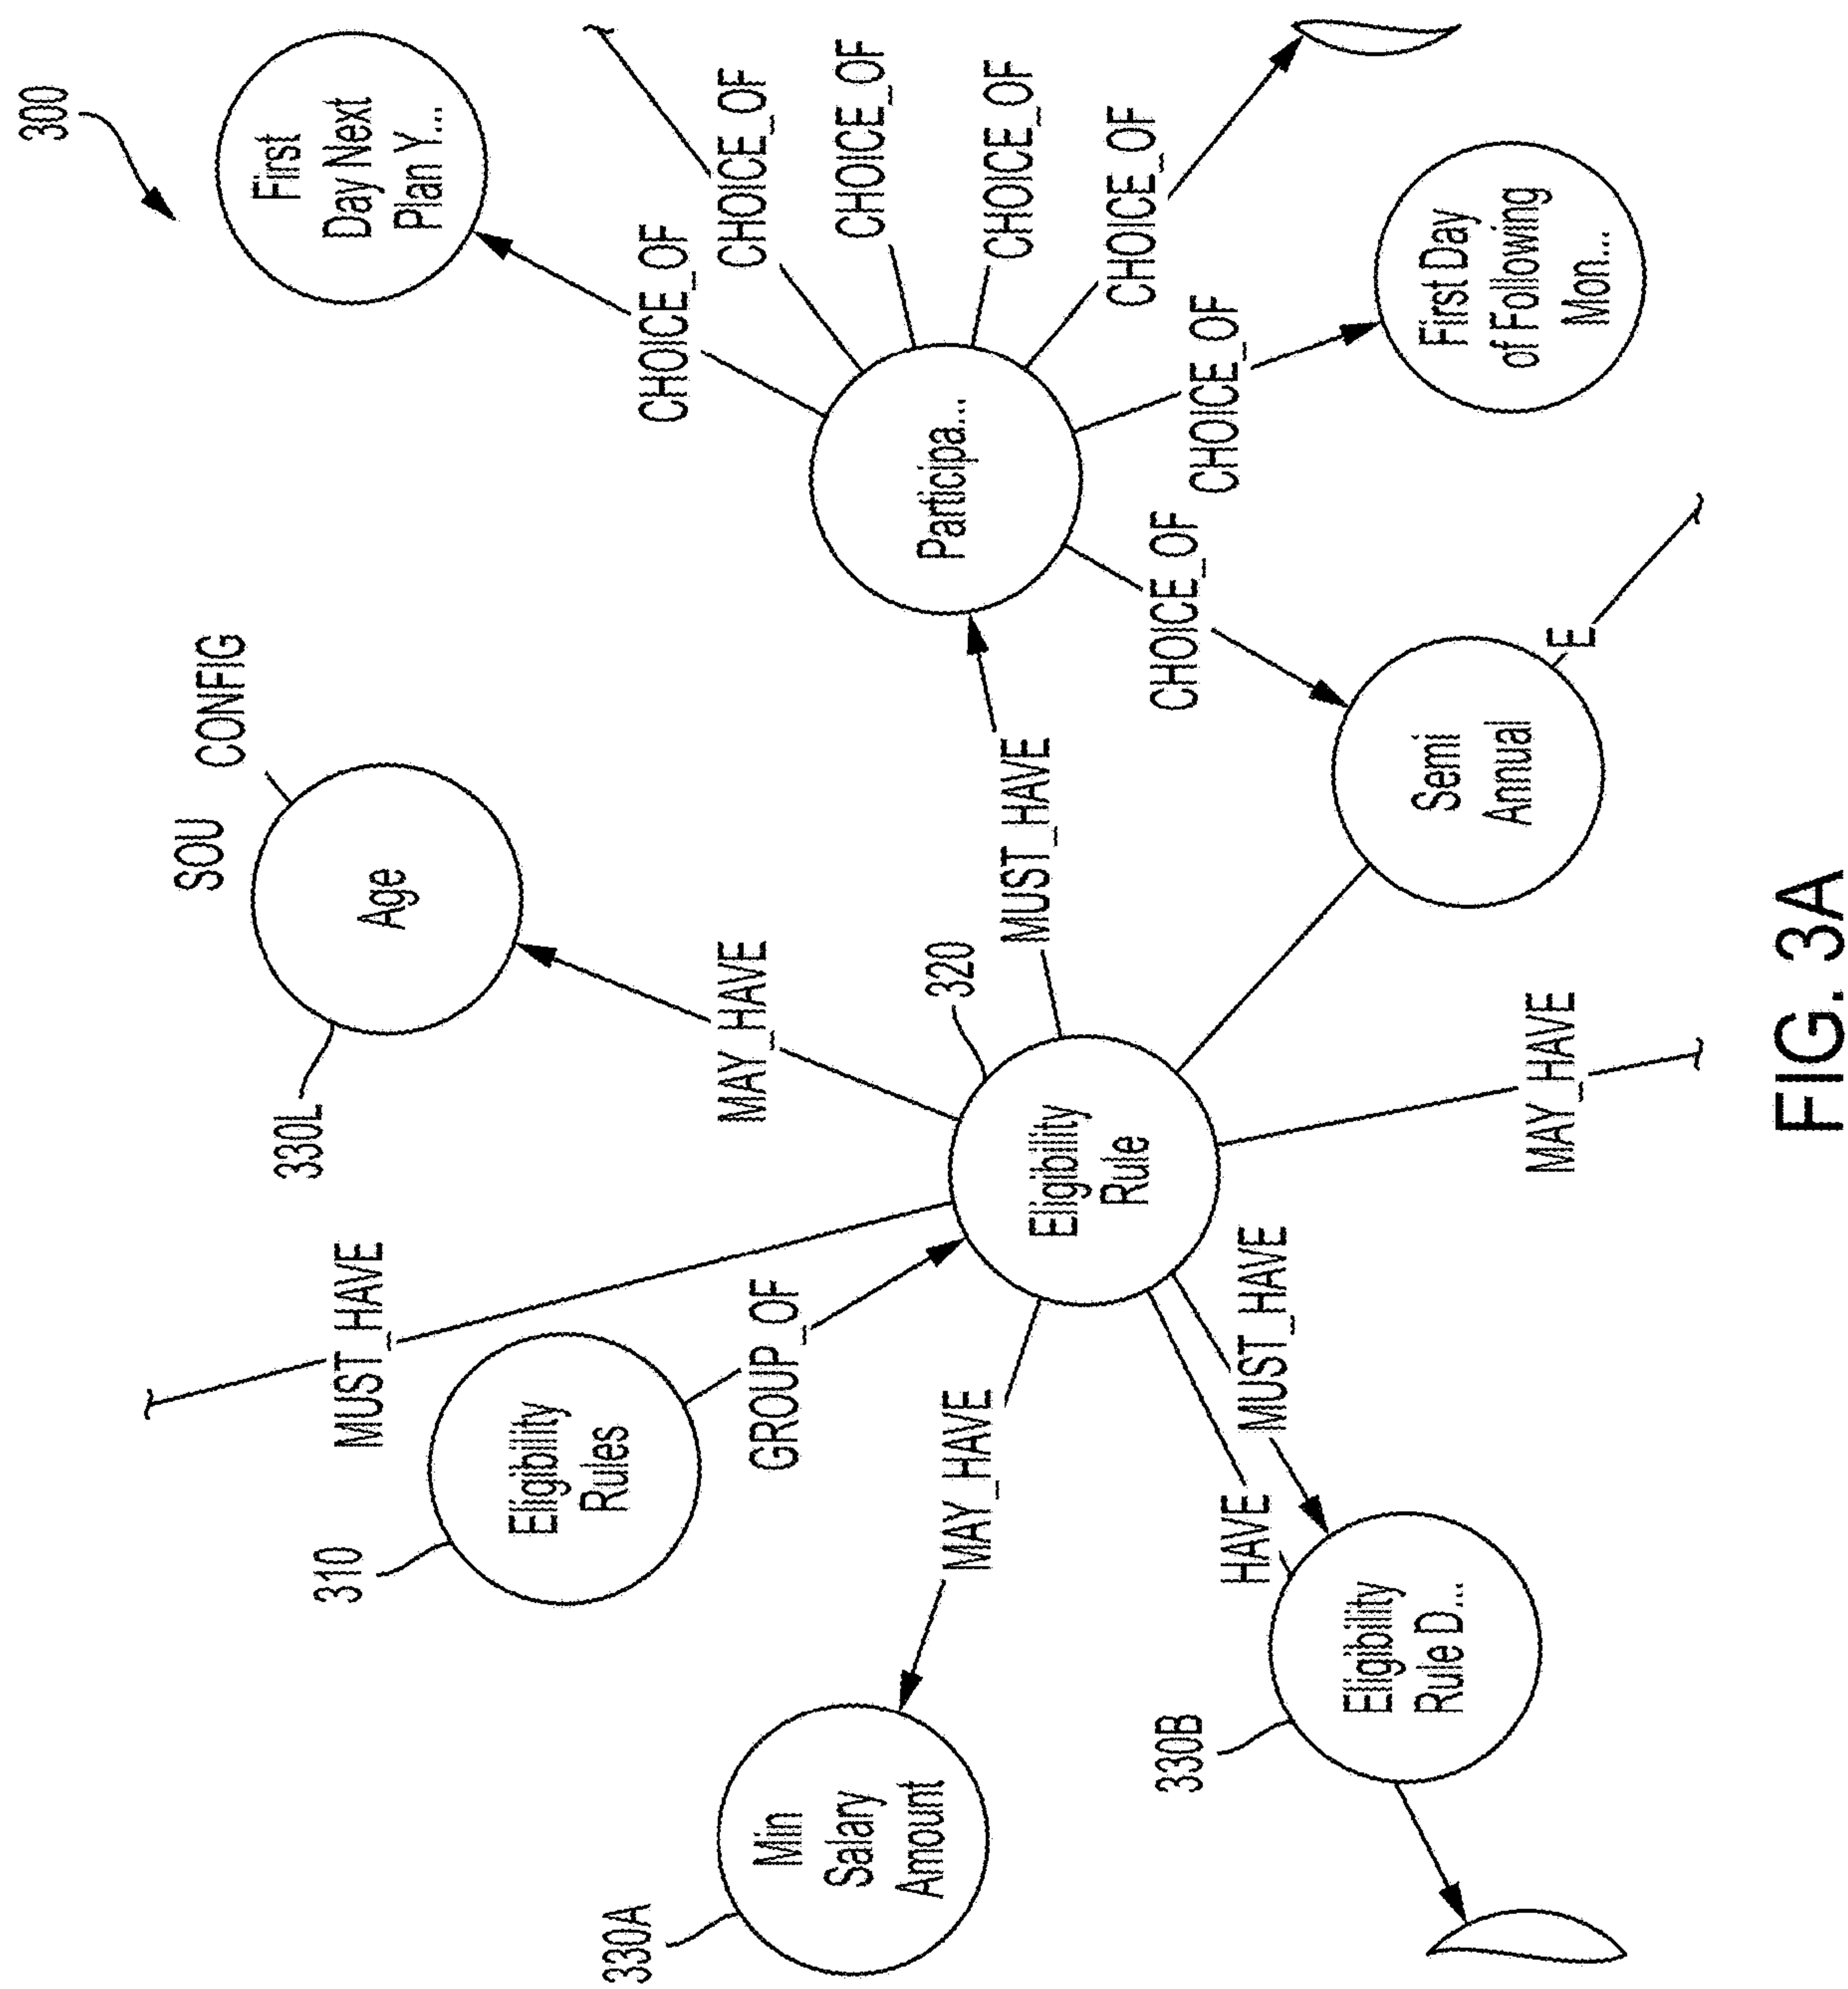 300
First
Day Next
Plan Y...
CHOICE_OF
CHOICE_OF
CHOICE_OF
CHOICE_OF
CHOICE_OF
CHOICE_OF
CHOICE_OF
Participa...
First Day
of Following
Mon...
SOU
CONFIG
Age
330L
MAY_HAVE
MUST_HAVE
320
Semi
Annual
E
MUST_HAVE
310
Eligibility
Rules
GROUP_OF
Eligibility
Rule
MAY_HAVE
MAY_HAVE
MUST_HAVE
HAVE
330A
Min
Salary
Amount
330B
Eligibility
Rule D...
FIG. 3A